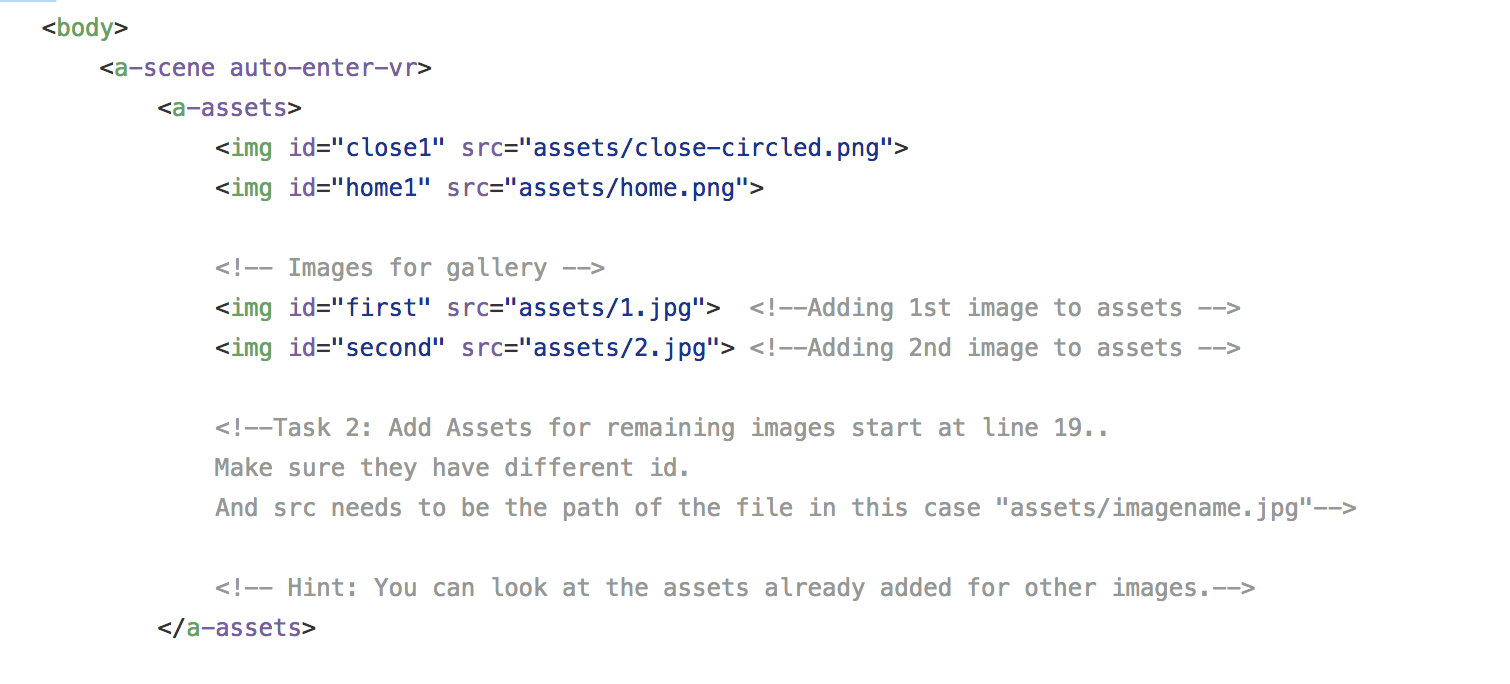 <body>
<a-scene auto-enter-vr>
<a-assets>
<img id="close1" src="assets/close-circled.png">
<img id="home1" src="assets/home.png">
<!-- Images for gallery -->
<img id="first" src="assets/1.jpg">  <!--Adding 1st image to assets -->
<img id="second" src="assets/2.jpg"> <!--Adding 2nd image to assets -->
<!--Task 2: Add Assets for remaining images start at line 19..
Make sure they have different id.
And src needs to be the path of the file in this case "assets/imagename.jpg"-->
<!-- Hint: You can look at the assets already added for other images.-->
</a-assets>